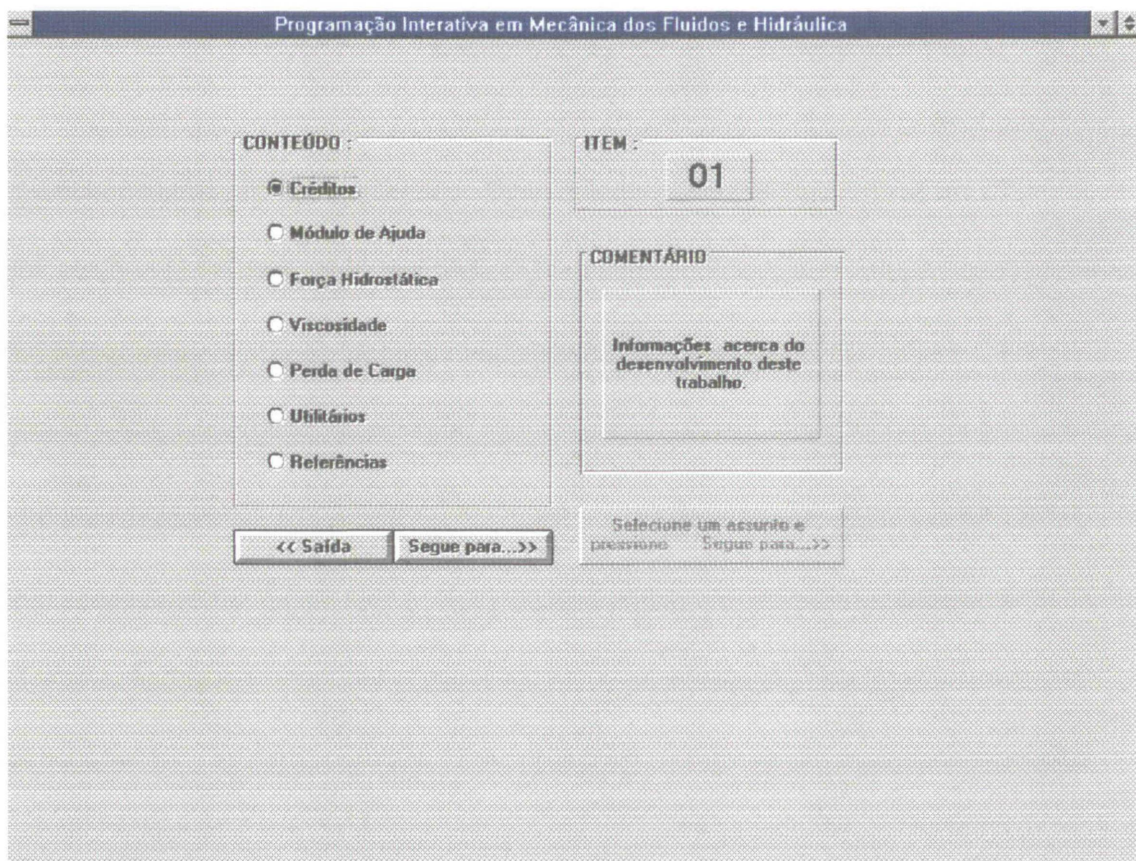 Programação Interativa em Mecânica dos Fluidos e Hidráulica
CONTEÚDO :
Créditos
Módulo de Ajuda
Força Hidrostática
Viscosidade
Perda de Carga
Utilitários
Referências
<< Saída
Segue para...>>
ITEM :
01
COMENTÁRIO
Informações acerca do
desenvolvimento deste
trabalho.
Selecione um assunto e
pressione Segue para...>>